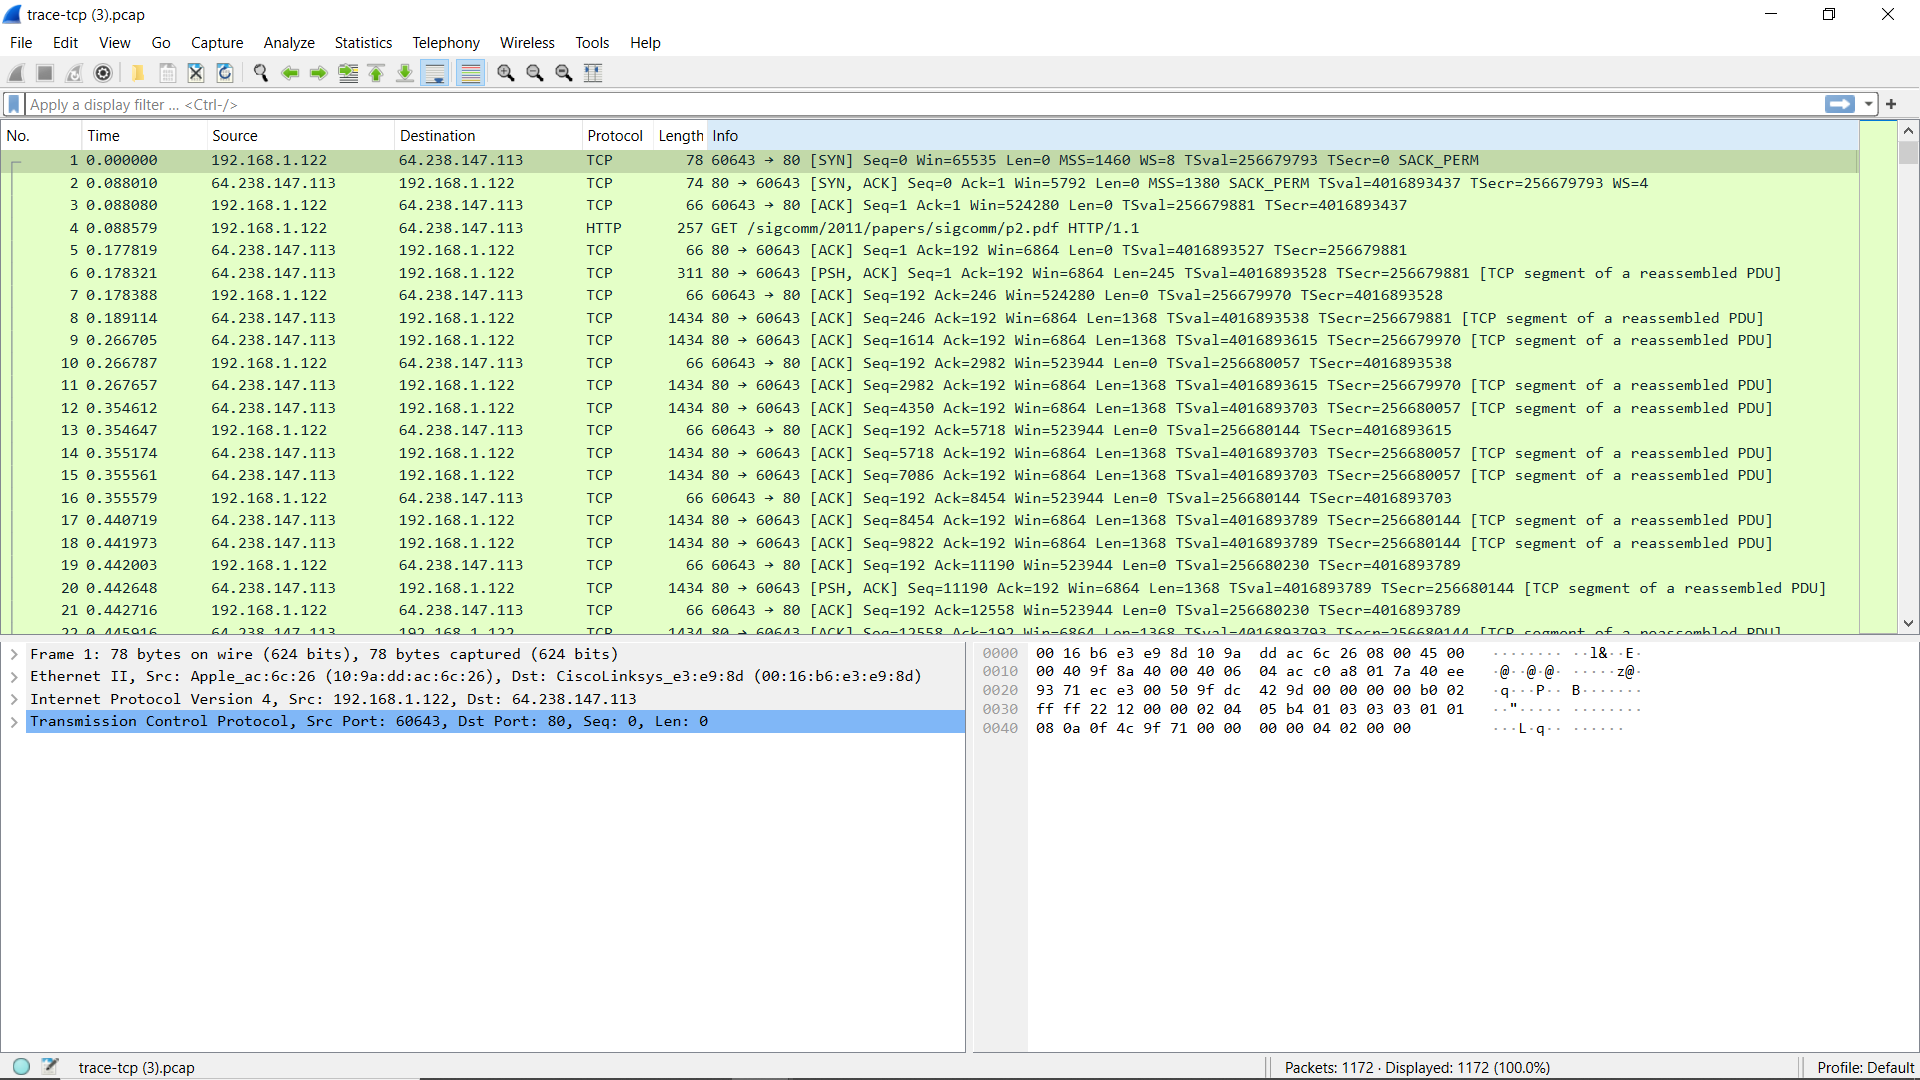 trace-tcp (3).pcap
File Edit View Go Capture Analyze Statistics Telephony Wireless Tools Help
Apply a display filter ... <Ctrl-/>
No. Time Source Destination Protocol Length Info
1 0.000000 192.168.1.122 64.238.147.113 TCP 78 60643 → 80 [SYN] Seq=0 Win=65535 Len=0 MSS=1460 WS=8 TSval=256679793 TSecr=0 SACK_PERM
2 0.088010 64.238.147.113 192.168.1.122 TCP 74 80 → 60643 [SYN, ACK] Seq=0 Ack=1 Win=5792 Len=0 MSS=1380 SACK_PERM TSval=4016893437 TSecr=256679793 WS=4
3 0.088080 192.168.1.122 64.238.147.113 TCP 66 60643 → 80 [ACK] Seq=1 Ack=1 Win=524280 Len=0 TSval=256679881 TSecr=4016893437
4 0.088579 192.168.1.122 64.238.147.113 HTTP 257 GET /sigcomm/2011/papers/sigcomm/p2.pdf HTTP/1.1
5 0.177819 64.238.147.113 192.168.1.122 TCP 66 80 → 60643 [ACK] Seq=1 Ack=192 Win=6864 Len=0 TSval=4016893527 TSecr=256679881
6 0.178321 64.238.147.113 192.168.1.122 TCP 311 80 → 60643 [PSH, ACK] Seq=1 Ack=192 Win=6864 Len=245 TSval=4016893528 TSecr=256679881 [TCP segment of a reassembled PDU]
7 0.178388 192.168.1.122 64.238.147.113 TCP 66 60643 → 80 [ACK] Seq=192 Ack=246 Win=524280 Len=0 TSval=256679970 TSecr=4016893528
8 0.189114 64.238.147.113 192.168.1.122 TCP 1434 80 → 60643 [ACK] Seq=246 Ack=192 Win=6864 Len=1368 TSval=4016893538 TSecr=256679881 [TCP segment of a reassembled PDU]
9 0.266705 64.238.147.113 192.168.1.122 TCP 1434 80 → 60643 [ACK] Seq=1614 Ack=192 Win=6864 Len=1368 TSval=4016893615 TSecr=256679970 [TCP segment of a reassembled PDU]
10 0.266787 192.168.1.122 64.238.147.113 TCP 66 60643 → 80 [ACK] Seq=192 Ack=2982 Win=523944 Len=0 TSval=256680057 TSecr=4016893538
11 0.267657 64.238.147.113 192.168.1.122 TCP 1434 80 → 60643 [ACK] Seq=2982 Ack=192 Win=6864 Len=1368 TSval=4016893615 TSecr=256679970 [TCP segment of a reassembled PDU]
12 0.354612 64.238.147.113 192.168.1.122 TCP 1434 80 → 60643 [ACK] Seq=4350 Ack=192 Win=6864 Len=1368 TSval=4016893703 TSecr=256680057 [TCP segment of a reassembled PDU]
13 0.354647 192.168.1.122 64.238.147.113 TCP 66 60643 → 80 [ACK] Seq=192 Ack=5718 Win=523944 Len=0 TSval=256680144 TSecr=4016893615
14 0.355174 64.238.147.113 192.168.1.122 TCP 1434 80 → 60643 [ACK] Seq=5718 Ack=192 Win=6864 Len=1368 TSval=4016893703 TSecr=256680057 [TCP segment of a reassembled PDU]
15 0.355561 64.238.147.113 192.168.1.122 TCP 1434 80 → 60643 [ACK] Seq=7086 Ack=192 Win=6864 Len=1368 TSval=4016893703 TSecr=256680057 [TCP segment of a reassembled PDU]
16 0.355579 192.168.1.122 64.238.147.113 TCP 66 60643 → 80 [ACK] Seq=192 Ack=8454 Win=523944 Len=0 TSval=256680144 TSecr=4016893703
17 0.440719 64.238.147.113 192.168.1.122 TCP 1434 80 → 60643 [ACK] Seq=8454 Ack=192 Win=6864 Len=1368 TSval=4016893789 TSecr=256680144 [TCP segment of a reassembled PDU]
18 0.441973 64.238.147.113 192.168.1.122 TCP 1434 80 → 60643 [ACK] Seq=9822 Ack=192 Win=6864 Len=1368 TSval=4016893789 TSecr=256680144 [TCP segment of a reassembled PDU]
19 0.442003 192.168.1.122 64.238.147.113 TCP 66 60643 → 80 [ACK] Seq=192 Ack=11190 Win=523944 Len=0 TSval=256680230 TSecr=4016893789
20 0.442648 64.238.147.113 192.168.1.122 TCP 1434 80 → 60643 [PSH, ACK] Seq=11190 Ack=192 Win=6864 Len=1368 TSval=4016893789 TSecr=256680144 [TCP segment of a reassembled PDU]
21 0.442716 192.168.1.122 64.238.147.113 TCP 66 60643 → 80 [ACK] Seq=192 Ack=12558 Win=523944 Len=0 TSval=256680230 TSecr=4016893789
22 0.445916 64.238.147.113 192.168.1.122 TCP 1434 80 → 60643 [ACK] Seq=12558 Ack=192 Win=6864 Len=1368 TSval=4016893793 TSecr=256680144 [TCP segment of a reassembled PDU]
Frame 1: 78 bytes on wire (624 bits), 78 bytes captured (624 bits)
Ethernet II, Src: Apple_ac:6c:26 (10:9a:dd:ac:6c:26), Dst: CiscoLinksys_e3:e9:8d (00:16:b6:e3:e9:8d)
Internet Protocol Version 4, Src: 192.168.1.122, Dst: 64.238.147.113
Transmission Control Protocol, Src Port: 60643, Dst Port: 80, Seq: 0, Len: 0
0000 00 16 b6 e3 e9 8d 10 9a dd ac 6c 26 08 00 45 00 ········ ··l&··E·
0010 00 40 9f 8a 40 00 40 06 04 ac c0 a8 01 7a 40 ee ·@··@·@· ·····z@·
0020 93 71 ec e3 00 50 9f dc 42 9d 00 00 00 00 b0 02 ·q···P·· B·······
0030 ff ff 22 12 00 00 02 04 05 b4 01 03 03 03 01 01 ··"····· ········
0040 08 0a 0f 4c 9f 71 00 00 00 00 04 02 00 00 ···L·q·· ······
trace-tcp (3).pcap
Packets: 1172 · Displayed: 1172 (100.0%)
Profile: Default